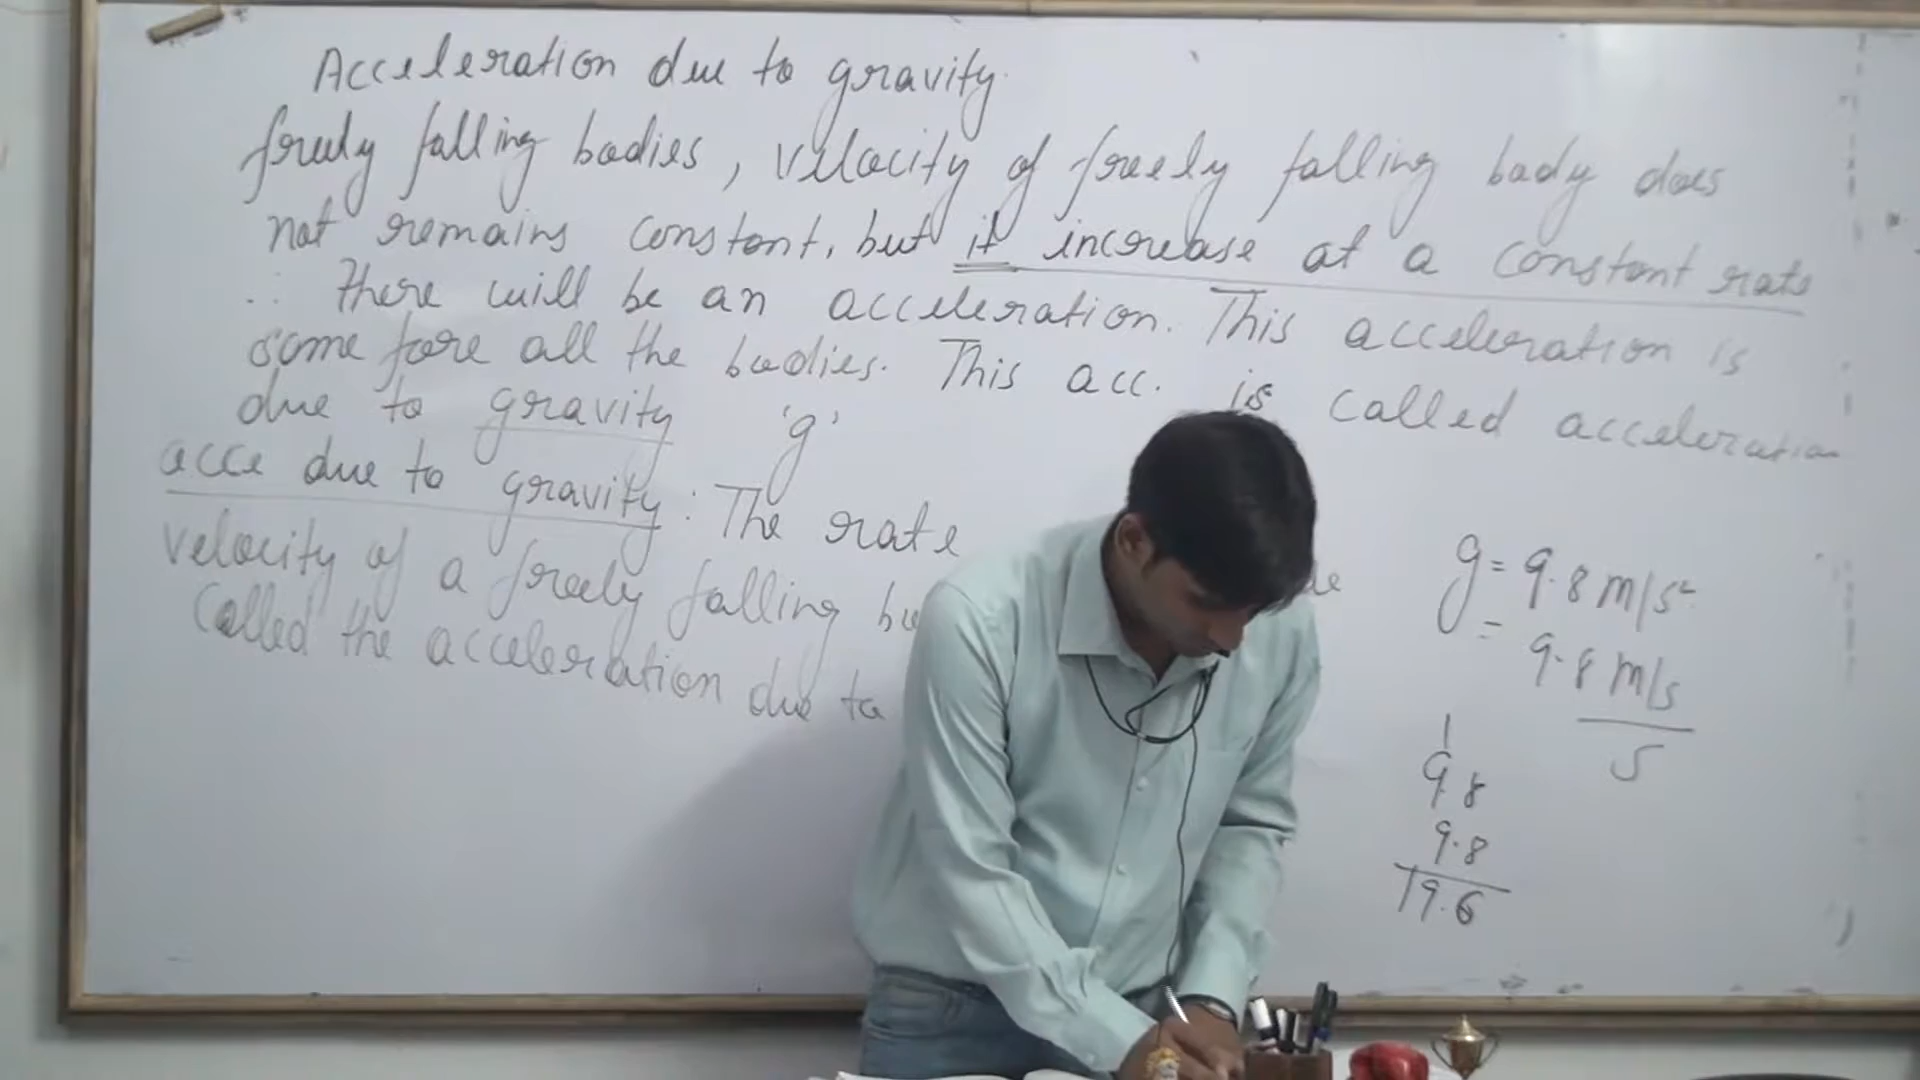 Acceleration due to gravity.
freely falling bodies, velocity of freely falling body does
not remains constant, but it increase at a constant rate
∴ there will be an acceleration. This acceleration is
same fore all the bodies. This acc. is called acceleration
due to gravity 'g'
acce due to gravity : The rate
velocity of a freely falling
called the acceleration due to
g = 9.8 m/s²
= 9.8 m/s
s
1
9.8
9.8
19.6